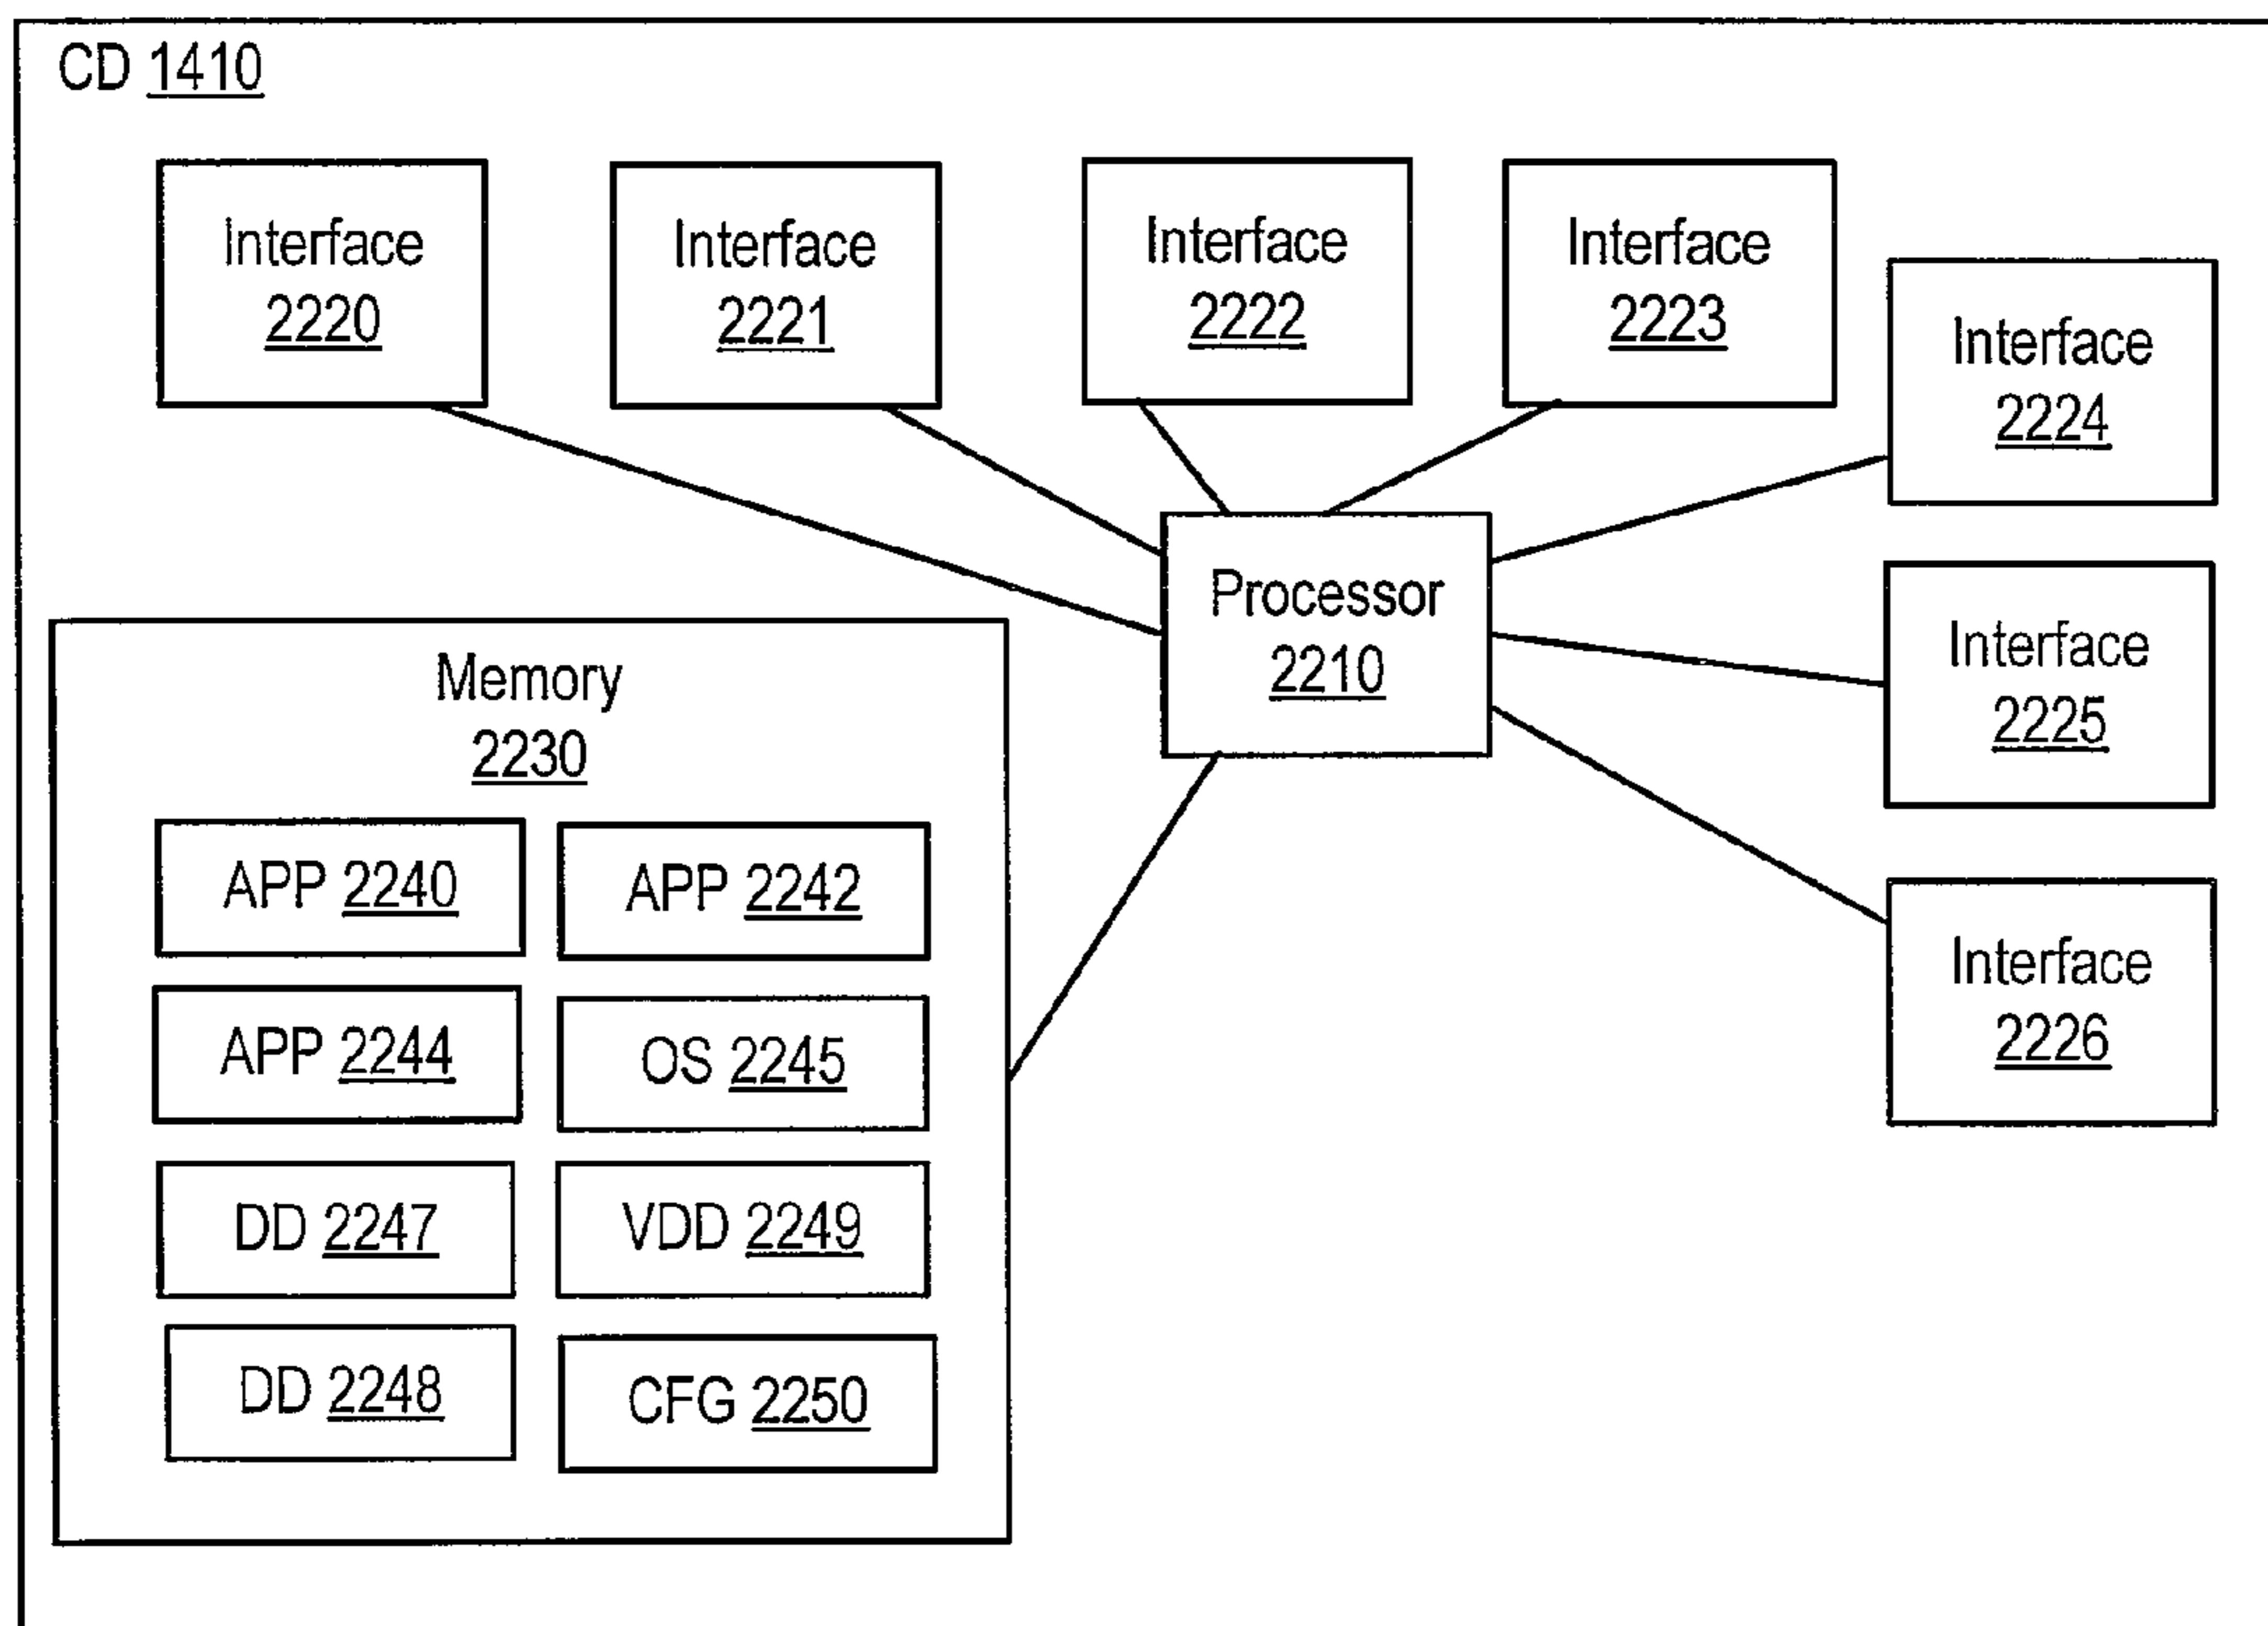 CD 1410
Interface
2220
Interface
2221
Interface
2222
Interface
2223
Interface
2224
Processor
2210
Interface
2225
Interface
2226
Memory
2230
APP 2240
APP 2242
APP 2244
OS 2245
DD 2247
VDD 2249
DD 2248
CFG 2250